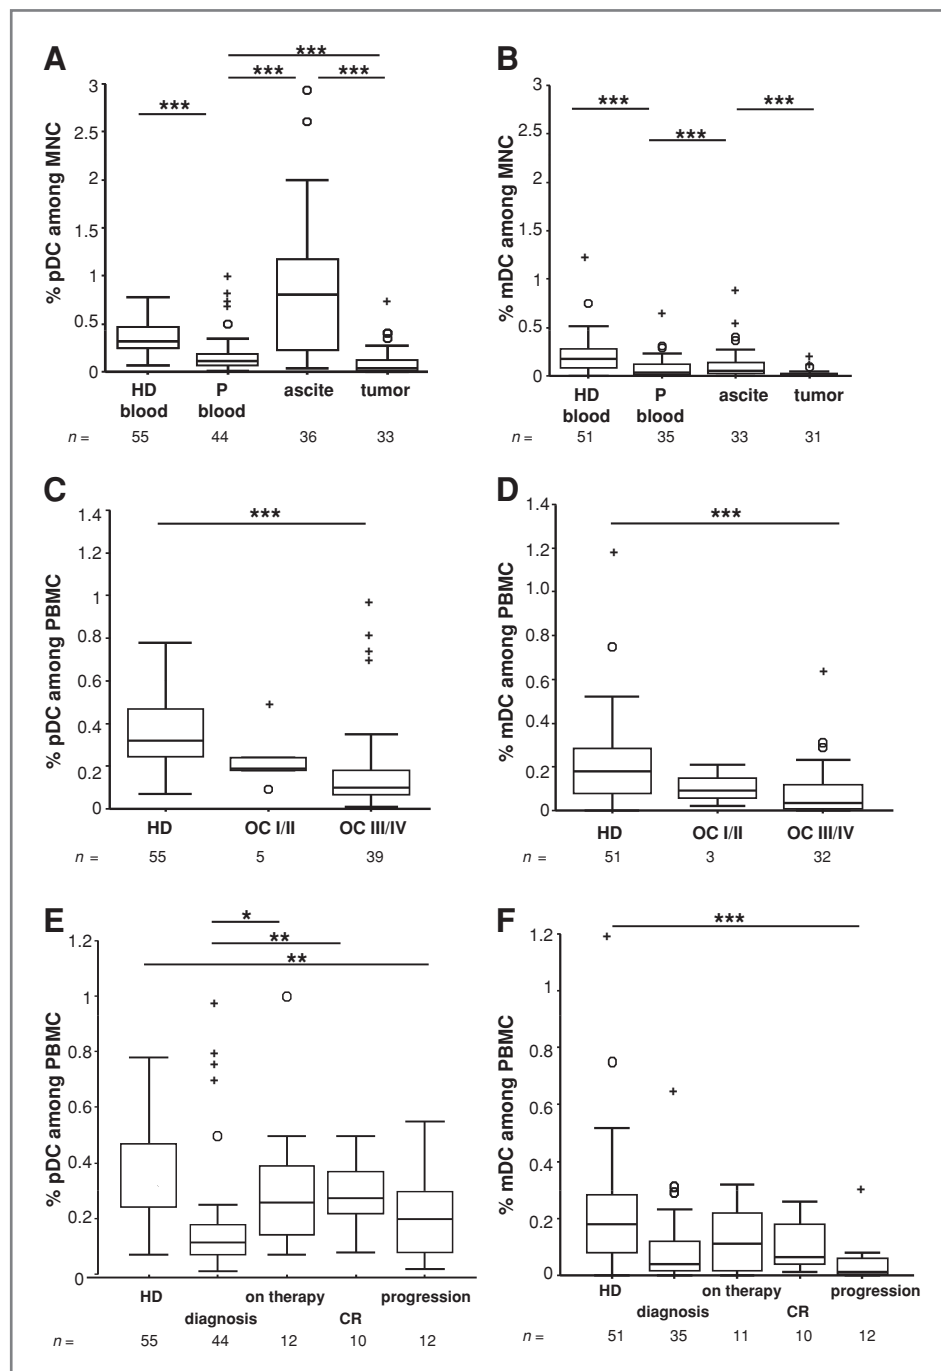 A
***
***
***
***
% pDC among MNC
3
2.5
2
1.5
1
0.5
0
HD blood
P blood
ascite
tumor
n =
55
44
36
33
B
***
***
***
% mDC among MNC
3
2.5
2
1.5
1
0.5
0
HD blood
P blood
ascite
tumor
n =
51
35
33
31
C
***
% pDC among PBMC
1.4
1.2
1
0.8
0.6
0.4
0.2
0
HD
OC I/II
OC III/IV
n =
55
5
39
D
***
% mDC among PBMC
1.4
1.2
1.0
0.8
0.6
0.4
0.2
0
HD
OC I/II
OC III/IV
n =
51
3
32
E
*
**
**
% pDC among PBMC
1.2
1
0.8
0.6
0.4
0.2
0
HD
diagnosis
on therapy
CR
progression
n =
55
44
12
10
12
F
***
% mDC among PBMC
1.2
1
0.8
0.6
0.4
0.2
0
HD
diagnosis
on therapy
CR
progression
n =
51
35
11
10
12